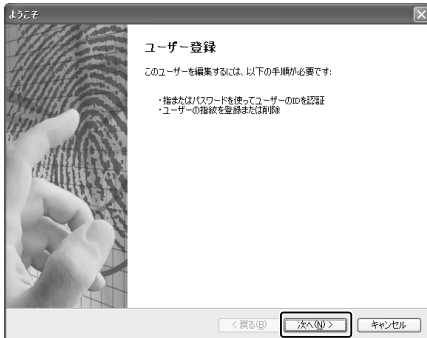 ようこそ
ユーザー登録
このユーザーを編集するには、以下の手順が必要です:
・指またはパスワードを使ってユーザーのIDを認証
・ユーザーの指紋を登録または削除
< 戻る(B)
次へ(N) >
キャンセル